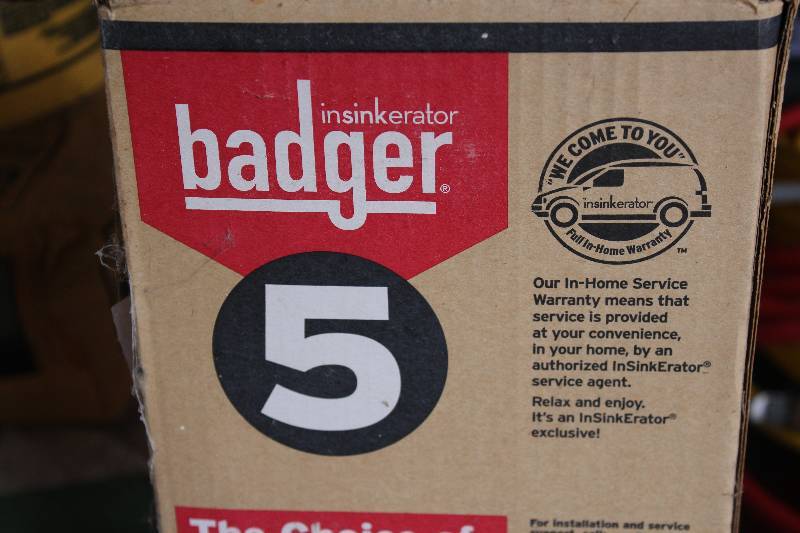 insinkerator
badger®
5
"WE COME TO YOU"
insinkerator
Full In-Home Warranty
TM
Our In-Home Service
Warranty means that
service is provided
at your convenience,
in your home, by an
authorized InSinkErator®
service agent.
Relax and enjoy.
It's an InSinkErator®
exclusive!
The Choice of
For installation and service